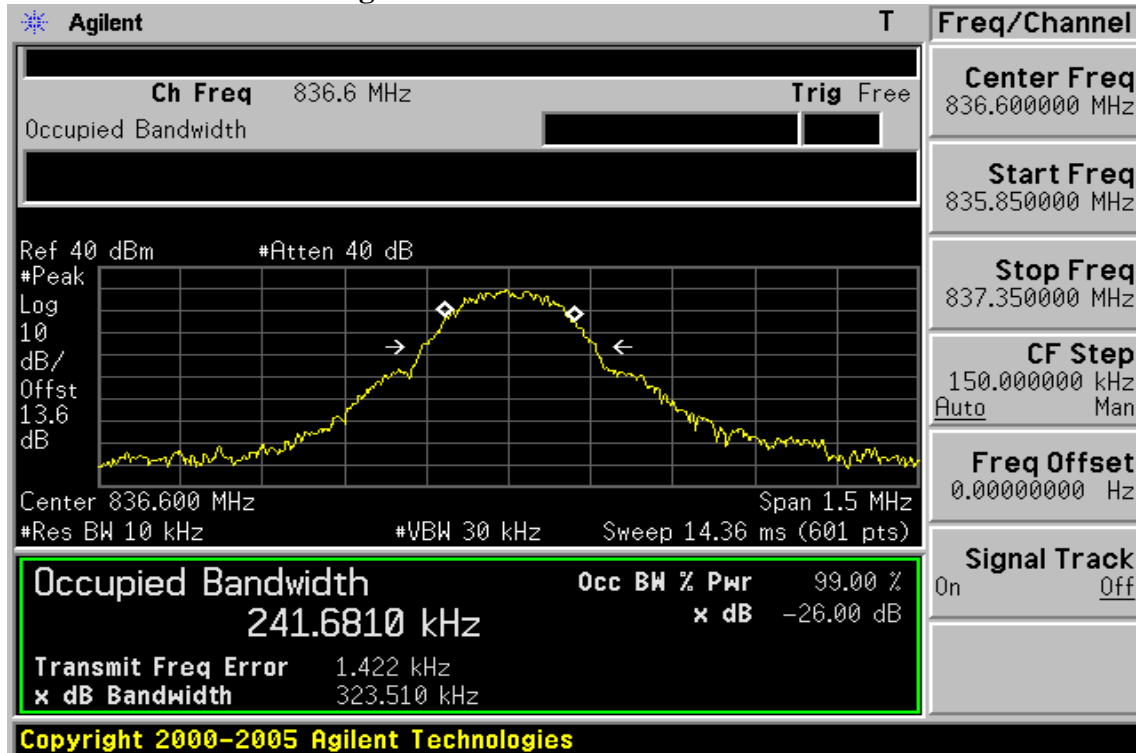 Agilent T
Ch Freq 836.6 MHz Trig Free
Occupied Bandwidth
Ref 40 dBm #Atten 40 dB
#Peak
Log
10
dB/
Offst
13.6
dB
Center 836.600 MHz Span 1.5 MHz
#Res BW 10 kHz #VBW 30 kHz Sweep 14.36 ms (601 pts)
Occupied Bandwidth Occ BW % Pwr 99.00 %
241.6810 kHz x dB -26.00 dB
Transmit Freq Error 1.422 kHz
x dB Bandwidth 323.510 kHz
Copyright 2000-2005 Agilent Technologies
Freq/Channel
Center Freq
836.600000 MHz
Start Freq
835.850000 MHz
Stop Freq
837.350000 MHz
CF Step
150.000000 kHz
Auto Man
Freq Offset
0.00000000 Hz
Signal Track
On Off